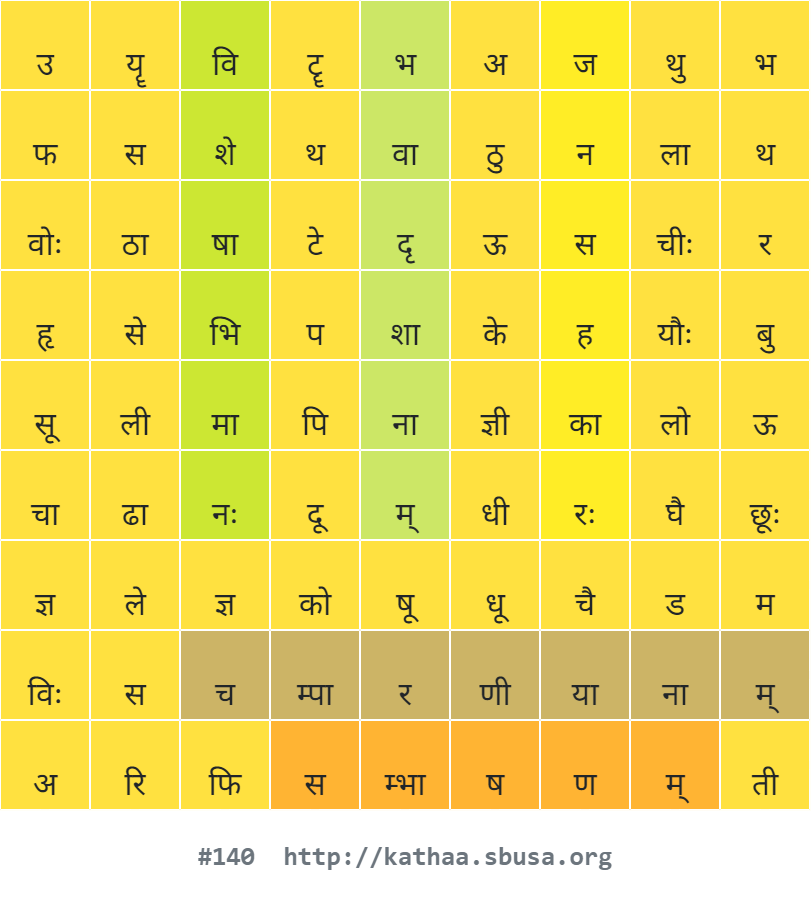 उ यॄ वि टॄ भ अ ज थु भ
फ स शे थ वा ठु न ला थ
वोः ठा षा टे दृ ऊ स चीः र
हृ से भि प शा के ह यौः बु
सू ली मा पि ना ज्ञी का लो ऊ
चा ढा नः दू म् धी रः घै छूः
ज्ञ ले ज्ञ को षू धू चै ड म
विः स च म्पा र णी या ना म्
अ रि फि स म्भा ष ण म् ती
#140 http://kathaa.sbusa.org